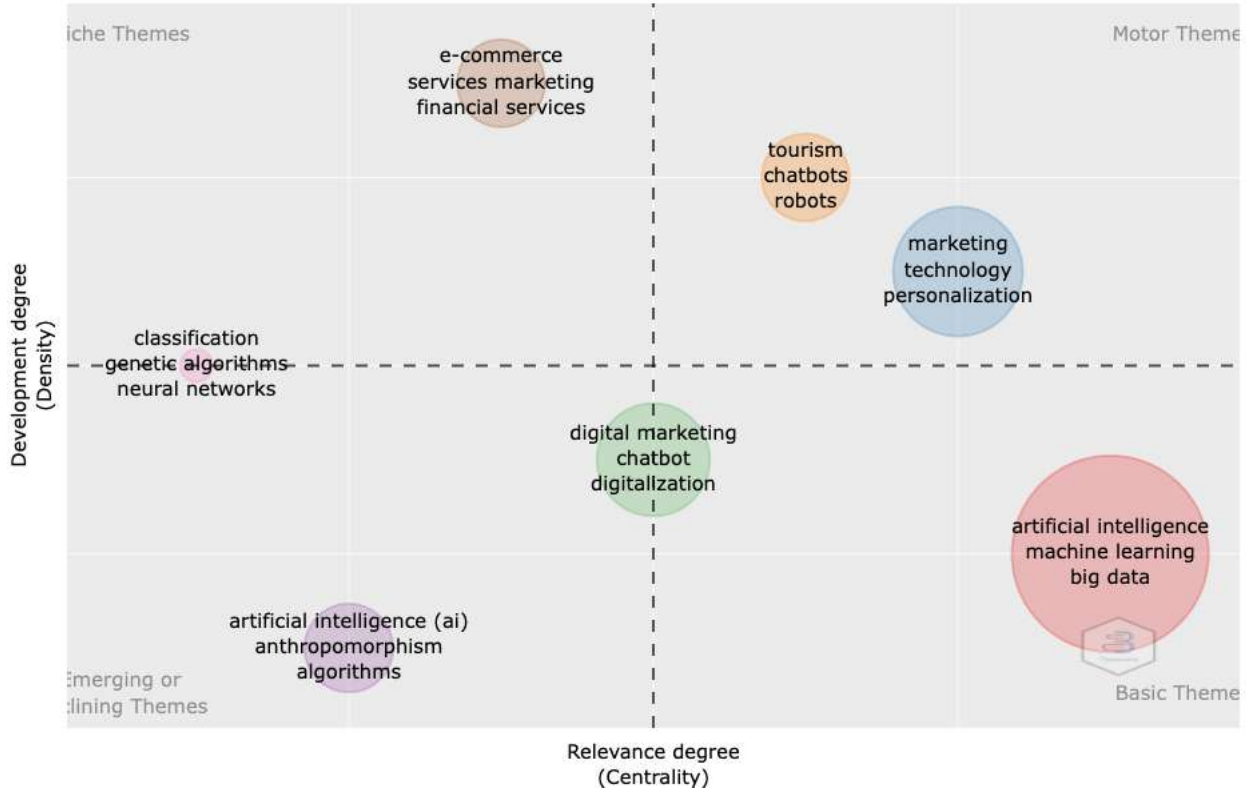 iche Themes
Motor Theme
e-commerce
services marketing
financial services
tourism
chatbots
robots
marketing
technology
personalization
classification
genetic algorithms
neural networks
digital marketing
chatbot
digitalization
artificial intelligence
machine learning
big data
artificial intelligence (ai)
anthropomorphism
algorithms
Emerging or
clining Themes
Basic Theme
Development degree
(Density)
Relevance degree
(Centrality)